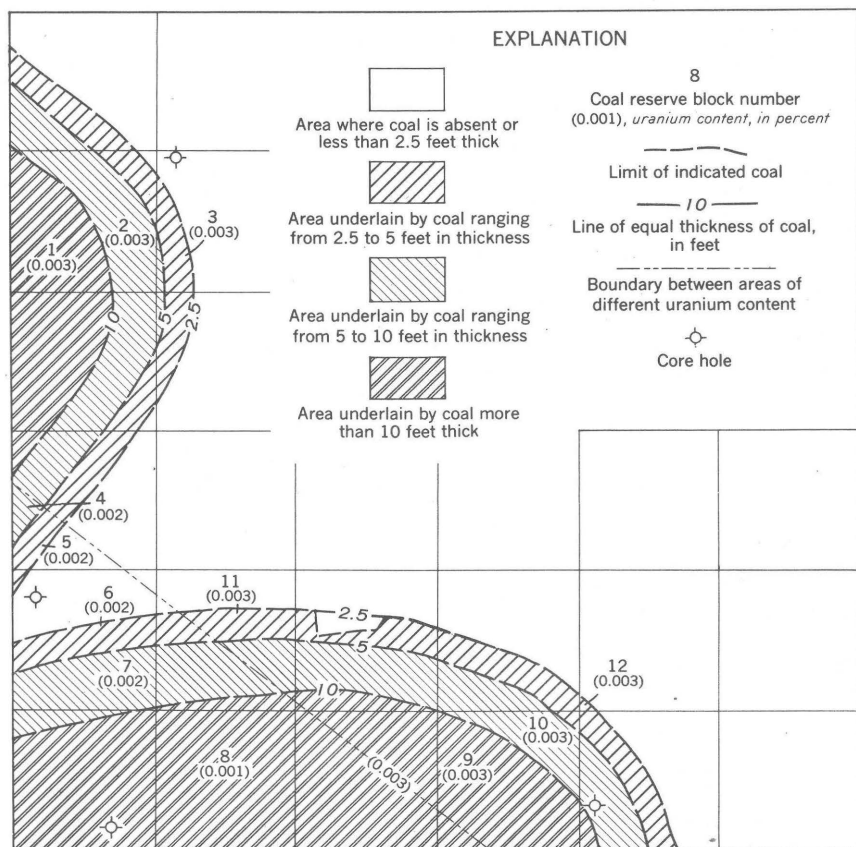 EXPLANATION
Area where coal is absent or
less than 2.5 feet thick
Area underlain by coal ranging
from 2.5 to 5 feet in thickness
Area underlain by coal ranging
from 5 to 10 feet in thickness
Area underlain by coal more
than 10 feet thick
8
Coal reserve block number
(0.001), uranium content, in percent
Limit of indicated coal
10
Line of equal thickness of coal,
in feet
Boundary between areas of
different uranium content
Core hole
1
(0.003)
2
(0.003)
3
(0.003)
10
5
2.5
4
(0.002)
5
(0.002)
6
(0.002)
11
(0.003)
2.5
5
7
(0.002)
10
12
(0.003)
10
(0.003)
8
(0.001)
(0.003)
9
(0.003)